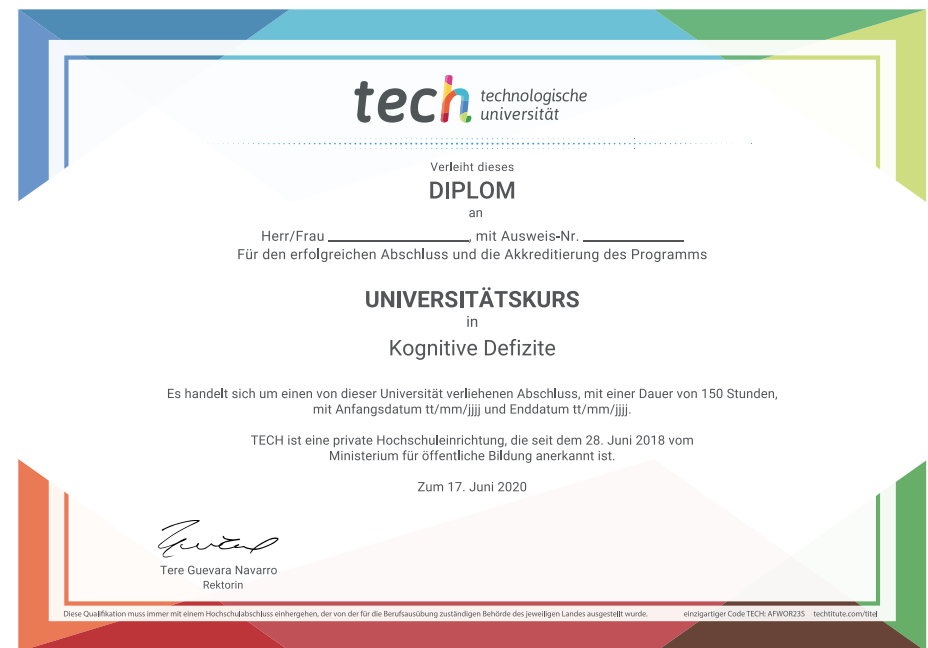 tech technologische
universität
Verleiht dieses
DIPLOM
an
Herr/Frau ____________, mit Ausweis-Nr. ____________
Für den erfolgreichen Abschluss und die Akkreditierung des Programms
UNIVERSITÄTSKURS
in
Kognitive Defizite
Es handelt sich um einen von dieser Universität verliehenen Abschluss, mit einer Dauer von 150 Stunden,
mit Anfangsdatum tt/mm/jjjj und Enddatum tt/mm/jjjj.
TECH ist eine private Hochschuleinrichtung, die seit dem 28. Juni 2018 vom
Ministerium für öffentliche Bildung anerkannt ist.
Zum 17. Juni 2020
Tere Guevara Navarro
Rektorin
Diese Qualifikation muss immer mit einem Hochschulabschluss einhergehen, der von der für die Berufsausübung zuständigen Behörde des jeweiligen Landes ausgestellt wurde. einzigartiger Code TECH: AFWOR23S techtitute.com/titel